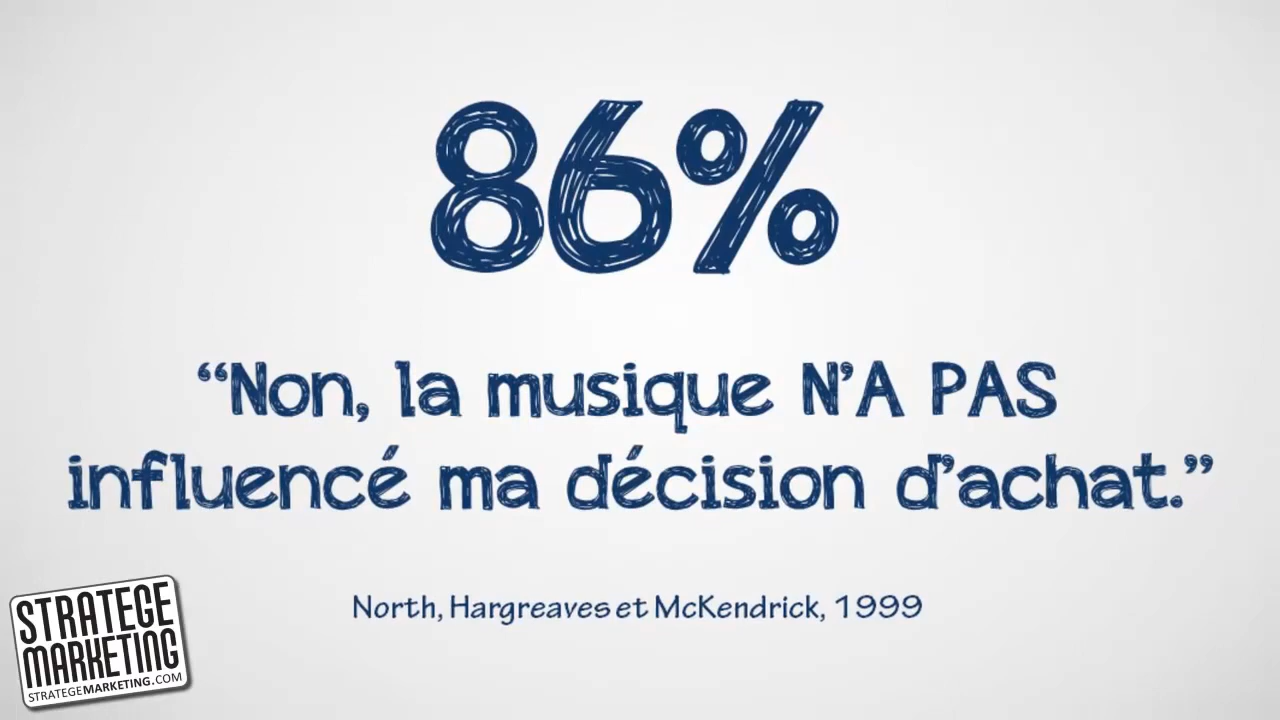 86%
“Non, la musique N’A PAS
influencé ma décision d’achat.”
North, Hargreaves et McKendrick, 1999
STRATEGE
MARKETING
STRATEGEMARKETING.COM